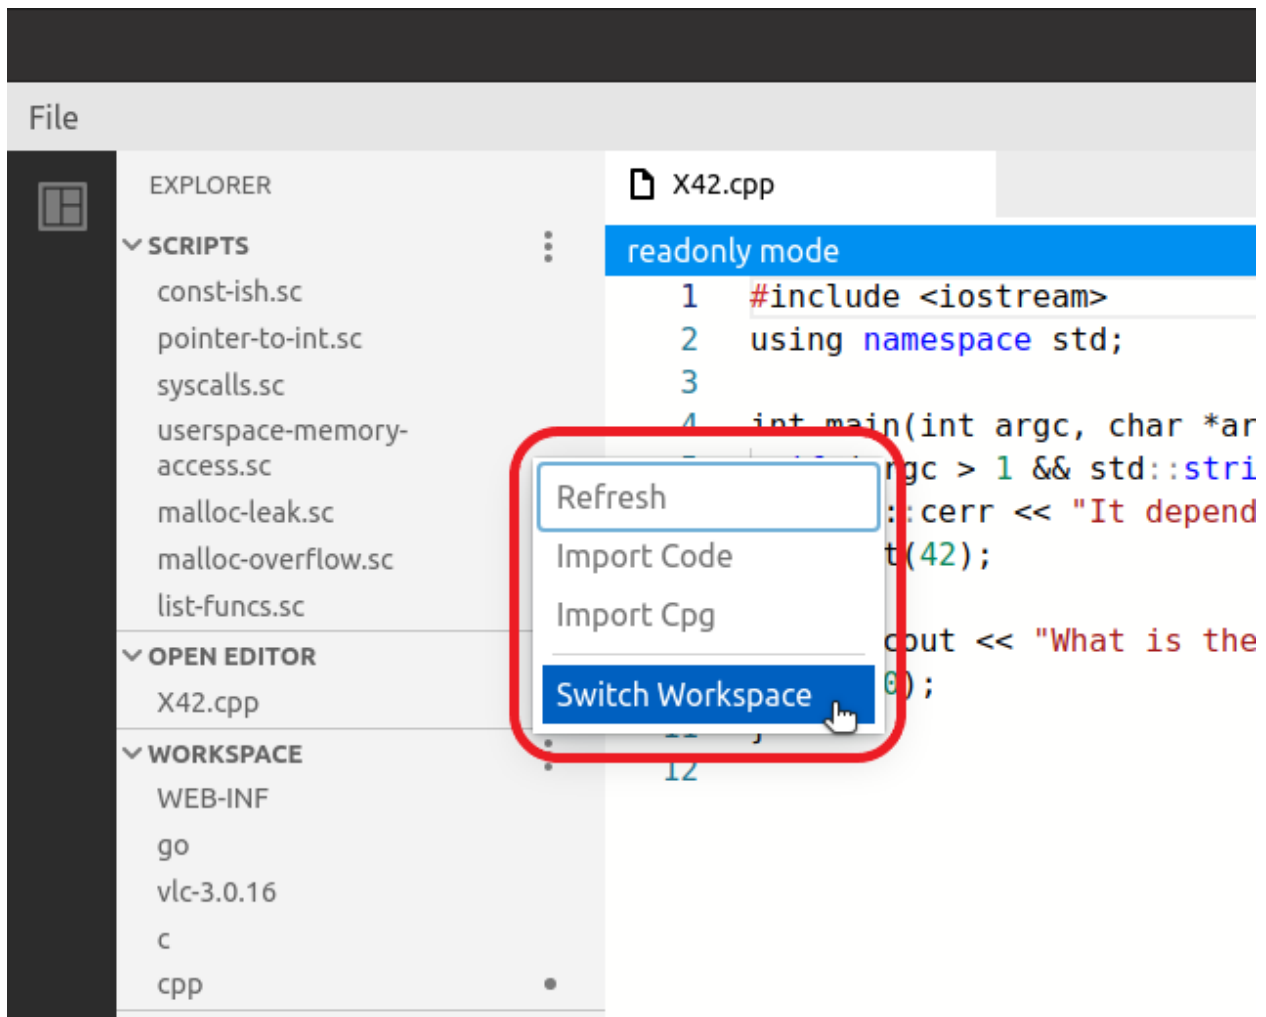 File
EXPLORER
SCRIPTS
const-ish.sc
pointer-to-int.sc
syscalls.sc
userspace-memory-
access.sc
malloc-leak.sc
malloc-overflow.sc
list-funcs.sc
OPEN EDITOR
X42.cpp
WORKSPACE
WEB-INF
go
vlc-3.0.16
c
cpp
X42.cpp
readonly mode
1 #include <iostream>
2 using namespace std;
3
4 int main(int argc, char *ar
rgc > 1 && std::stri
::cerr << "It depend
t(42);
cout << "What is the
0);
11 }
12
Refresh
Import Code
Import Cpg
Switch Workspace